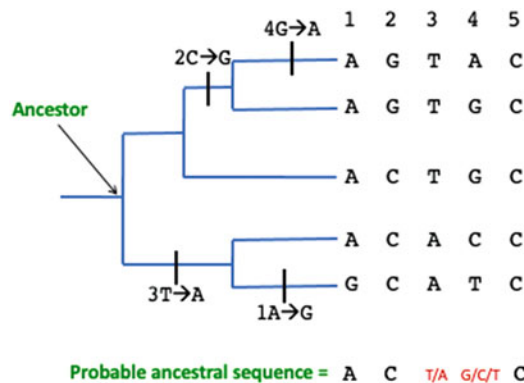 4G→A 1 2 3 4 5
2C→G A G T A C
Ancestor A G T G C
A C T G C
A C A C C
3T→A G C A T C
1A→G
Probable ancestral sequence = A C T/A G/C/T C